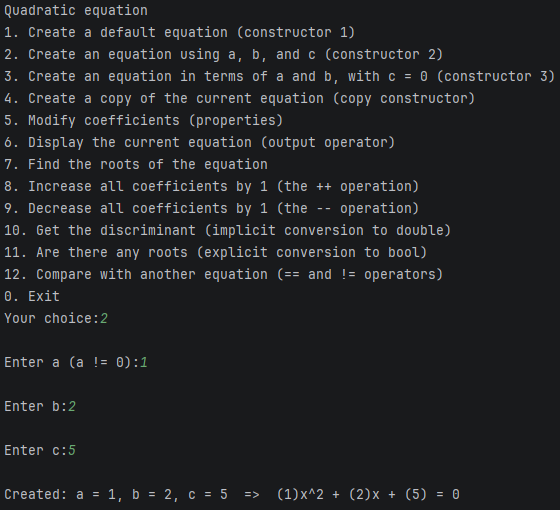 Quadratic equation
1. Create a default equation (constructor 1)
2. Create an equation using a, b, and c (constructor 2)
3. Create an equation in terms of a and b, with c = 0 (constructor 3)
4. Create a copy of the current equation (copy constructor)
5. Modify coefficients (properties)
6. Display the current equation (output operator)
7. Find the roots of the equation
8. Increase all coefficients by 1 (the ++ operation)
9. Decrease all coefficients by 1 (the -- operation)
10. Get the discriminant (implicit conversion to double)
11. Are there any roots (explicit conversion to bool)
12. Compare with another equation (== and != operators)
0. Exit
Your choice:2
Enter a (a != 0):1
Enter b:2
Enter c:5
Created: a = 1, b = 2, c = 5  =>  (1)x^2 + (2)x + (5) = 0